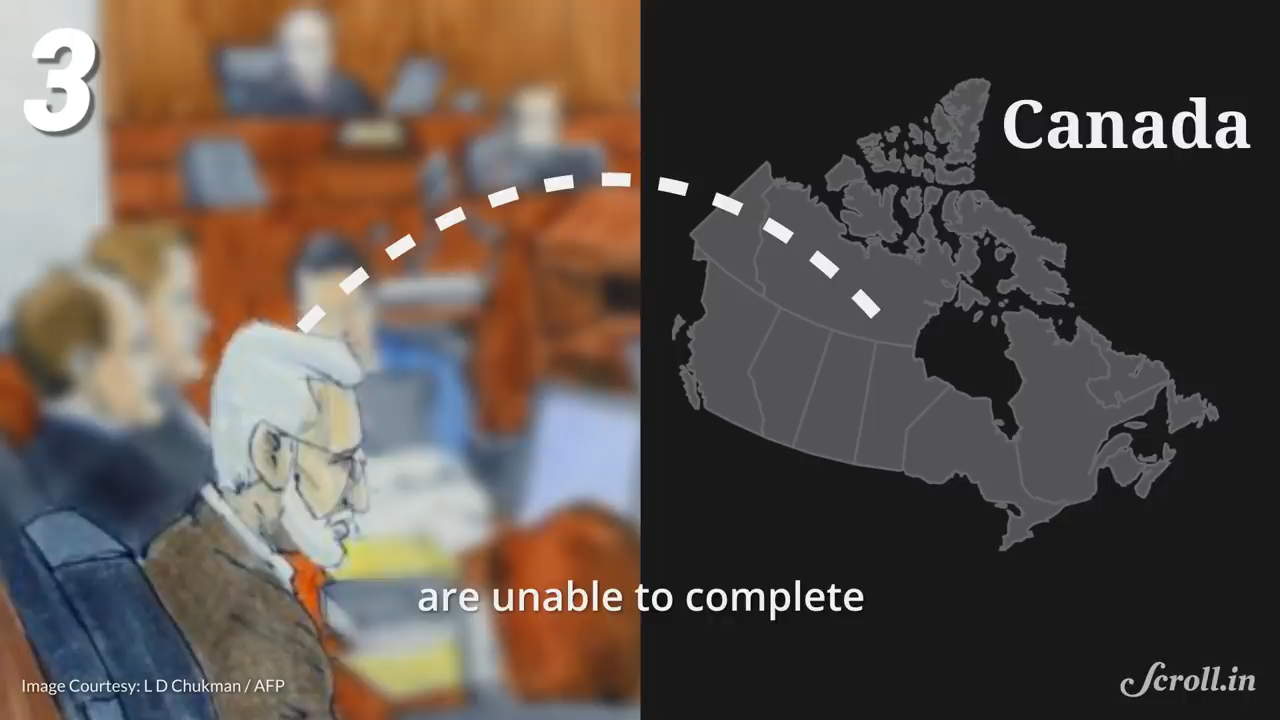 3
Canada
are unable to complete
Image Courtesy: L D Chukman / AFP
Scroll.in